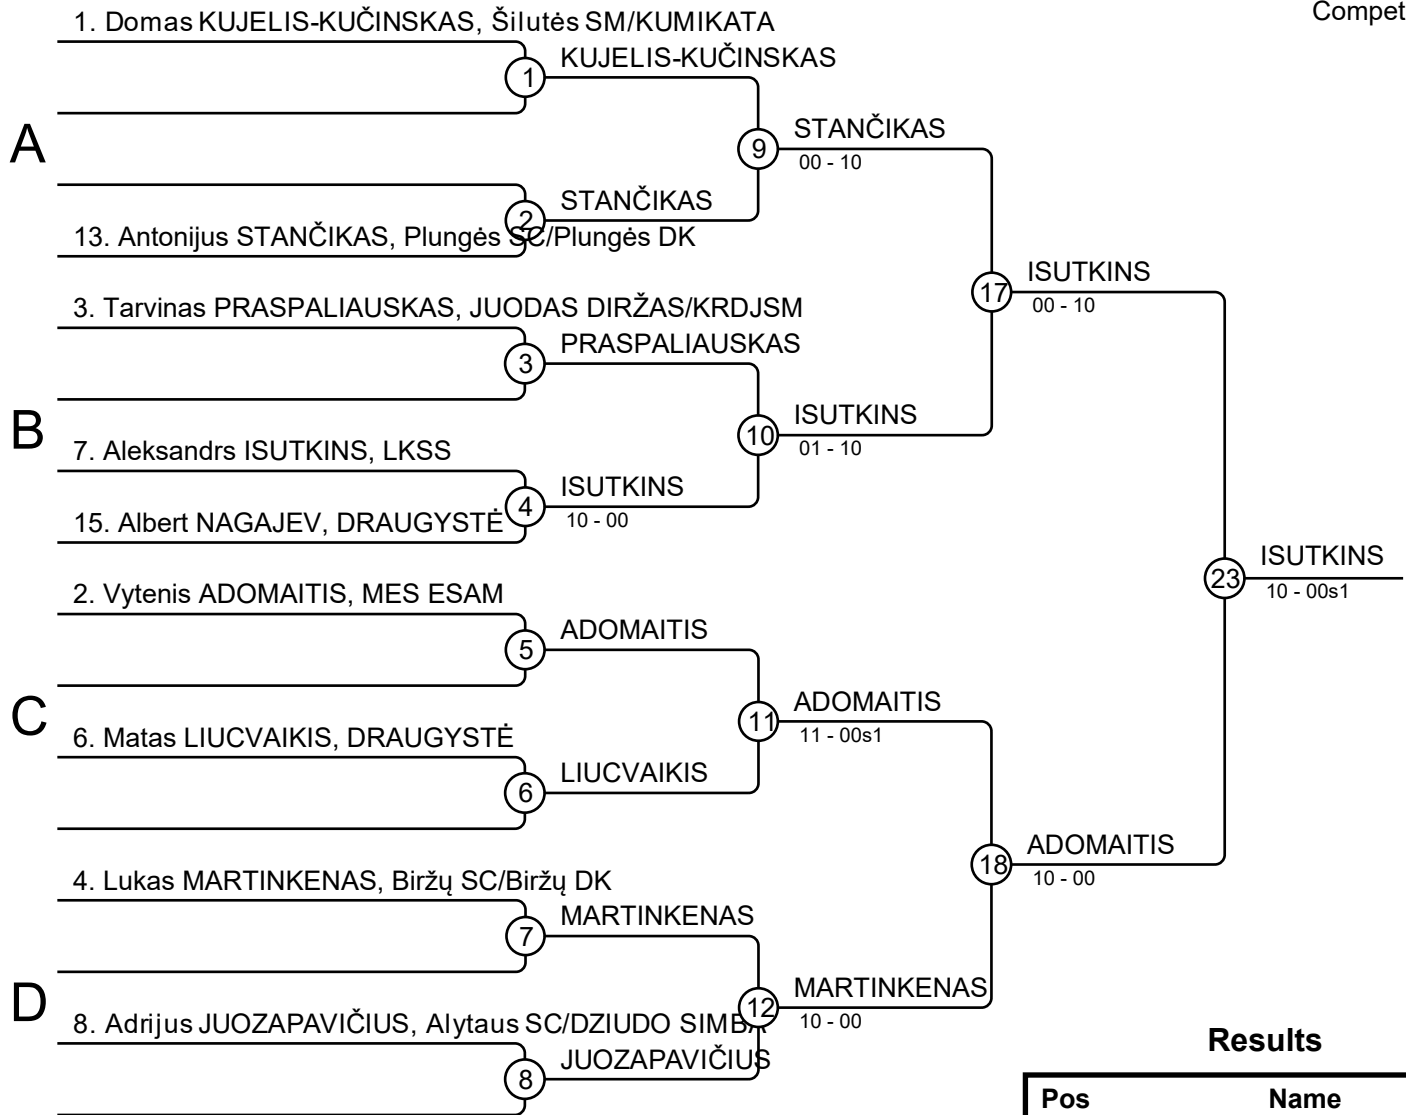 Compet
1. Domas KUJELIS-KUČINSKAS, Šilutės SM/KUMIKATA
KUJELIS-KUČINSKAS
1
A
STANČIKAS
9
00 - 10
STANČIKAS
2
13. Antonijus STANČIKAS, Plungės SC/Plungės DK
ISUTKINS
17
00 - 10
3. Tarvinas PRASPALIAUSKAS, JUODAS DIRŽAS/KRDJSM
PRASPALIAUSKAS
3
B
ISUTKINS
10
01 - 10
7. Aleksandrs ISUTKINS, LKSS
ISUTKINS
4
10 - 00
15. Albert NAGAJEV, DRAUGYSTĖ
ISUTKINS
23
10 - 00s1
2. Vytenis ADOMAITIS, MES ESAM
ADOMAITIS
5
C
ADOMAITIS
11
11 - 00s1
6. Matas LIUCVAIKIS, DRAUGYSTĖ
LIUCVAIKIS
6
ADOMAITIS
18
10 - 00
4. Lukas MARTINKENAS, Biržų SC/Biržų DK
MARTINKENAS
7
D
MARTINKENAS
12
10 - 00
8. Adrijus JUOZAPAVIČIUS, Alytaus SC/DZIUDO SIMBA
JUOZAPAVIČIUS
8
Results
Pos Name